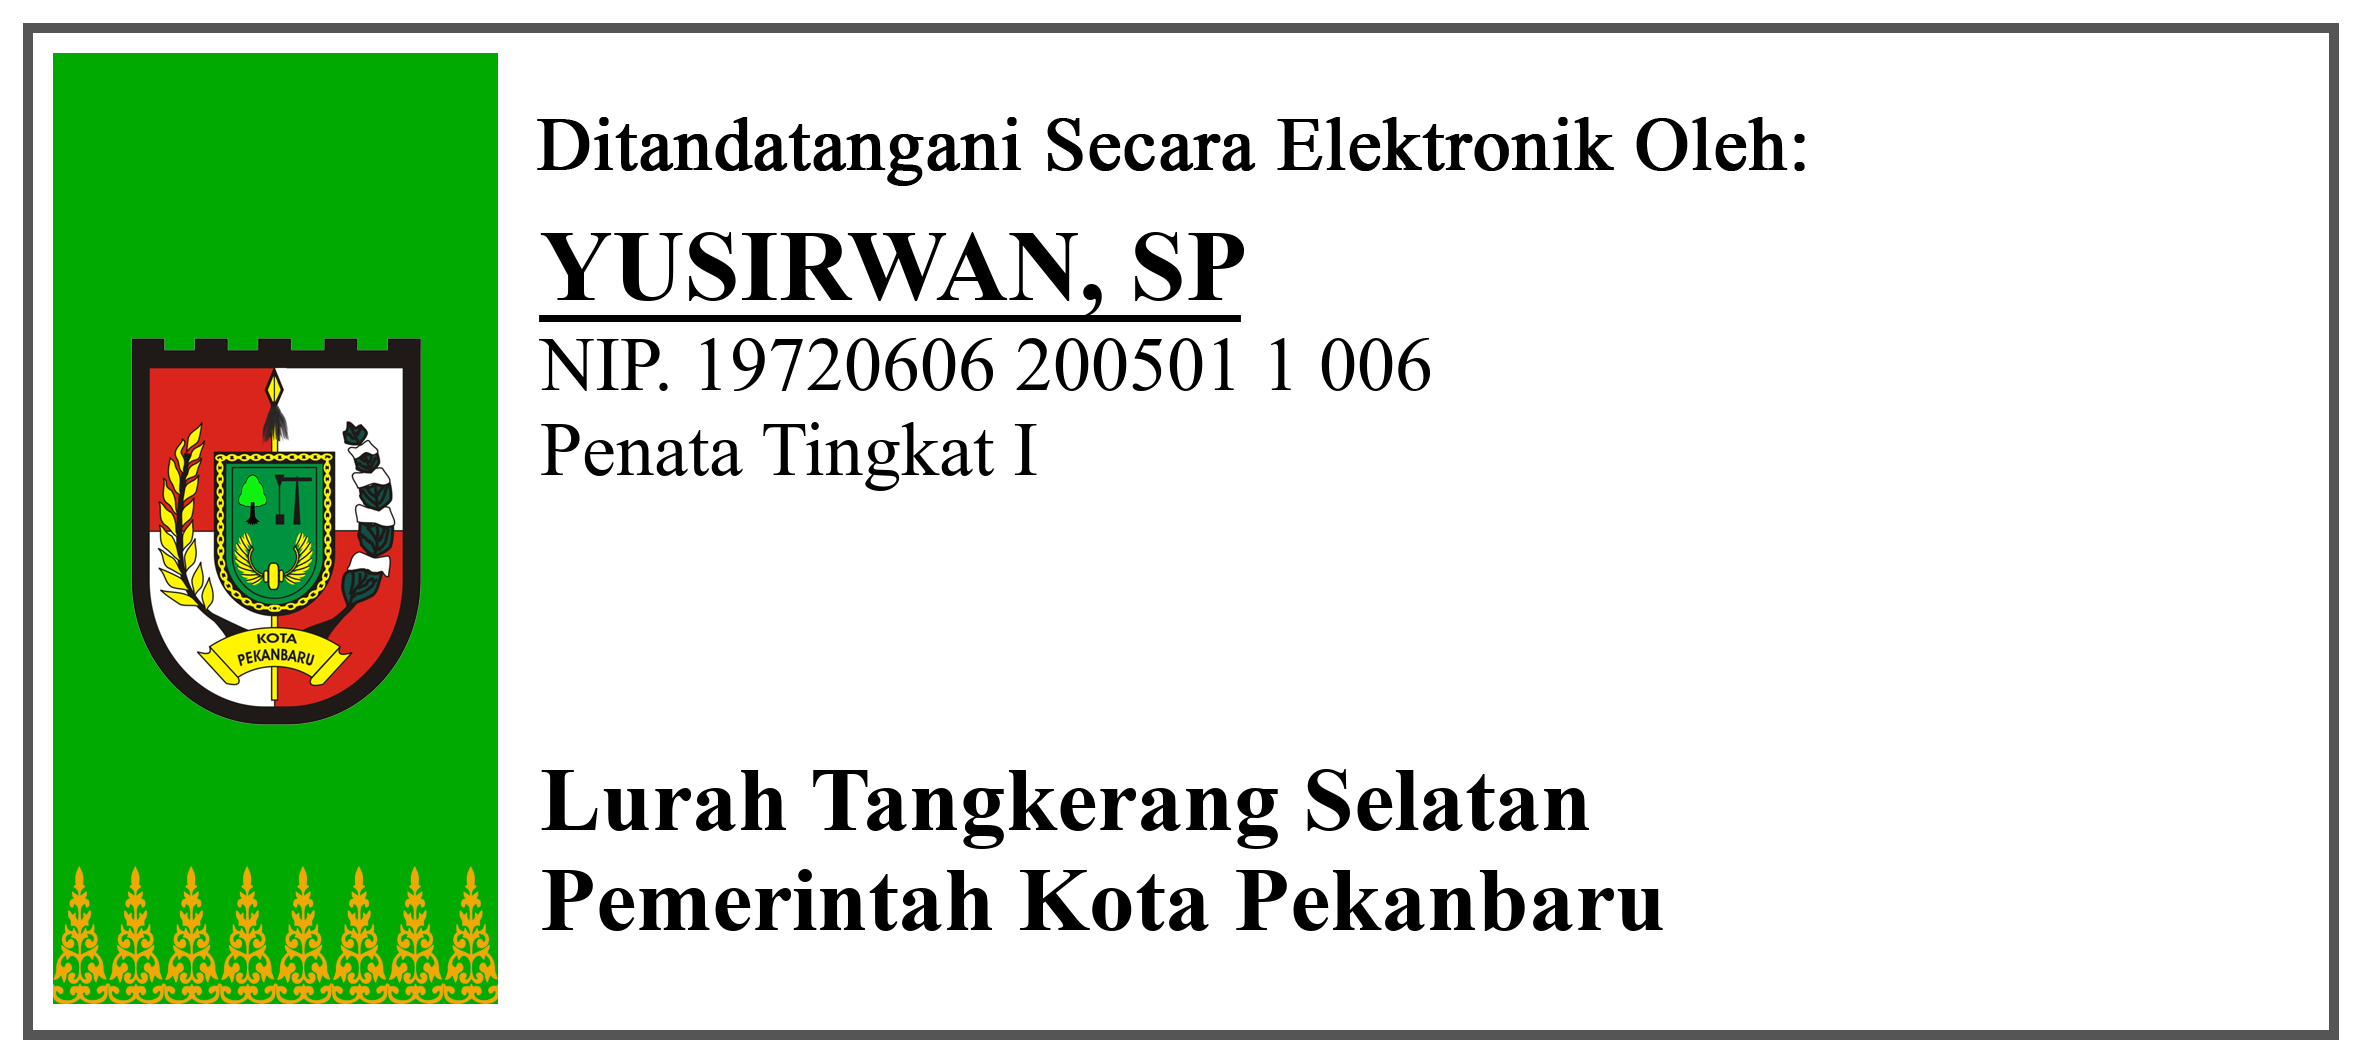 Ditandatangani Secara Elektronik Oleh:
YUSIRWAN, SP
NIP. 19720606 200501 1 006
Penata Tingkat I
KOTA
PEKANBARU
Lurah Tangkerang Selatan
Pemerintah Kota Pekanbaru